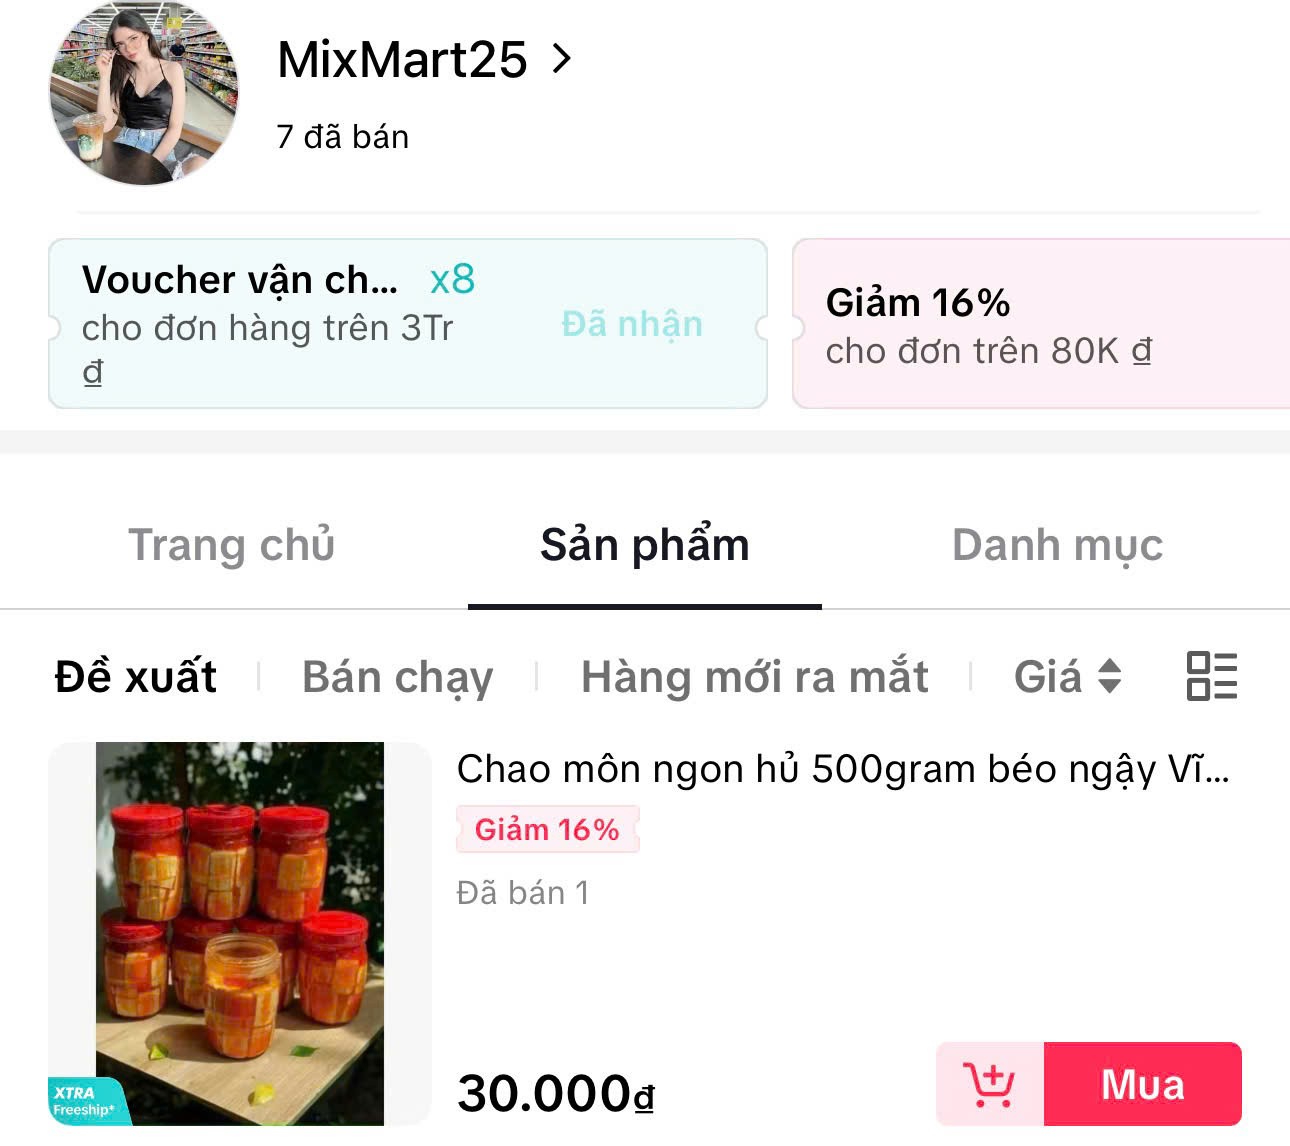 MixMart25
7 đã bán
Voucher vận ch... x8
cho đơn hàng trên 3Tr
₫
Đã nhận
Giảm 16%
cho đơn trên 80K ₫
Trang chủ
Sản phẩm
Danh mục
Đề xuất
Bán chạy
Hàng mới ra mắt
Giá
Chao môn ngon hủ 500gram béo ngậy Vĩ...
Giảm 16%
Đã bán 1
XTRA
Freeship*
30.000₫
Mua